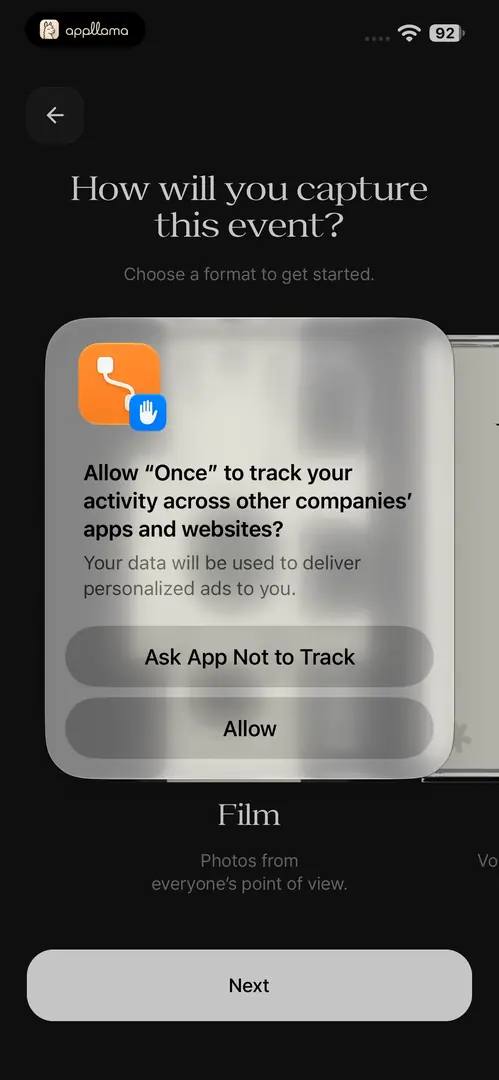 appllama
92
How will you capture
this event?
Choose a format to get started.
Allow “Once” to track your
activity across other companies’
apps and websites?
Your data will be used to deliver
personalized ads to you.
Ask App Not to Track
Allow
Film
Photos from
everyone’s point of view.
Vo
Next